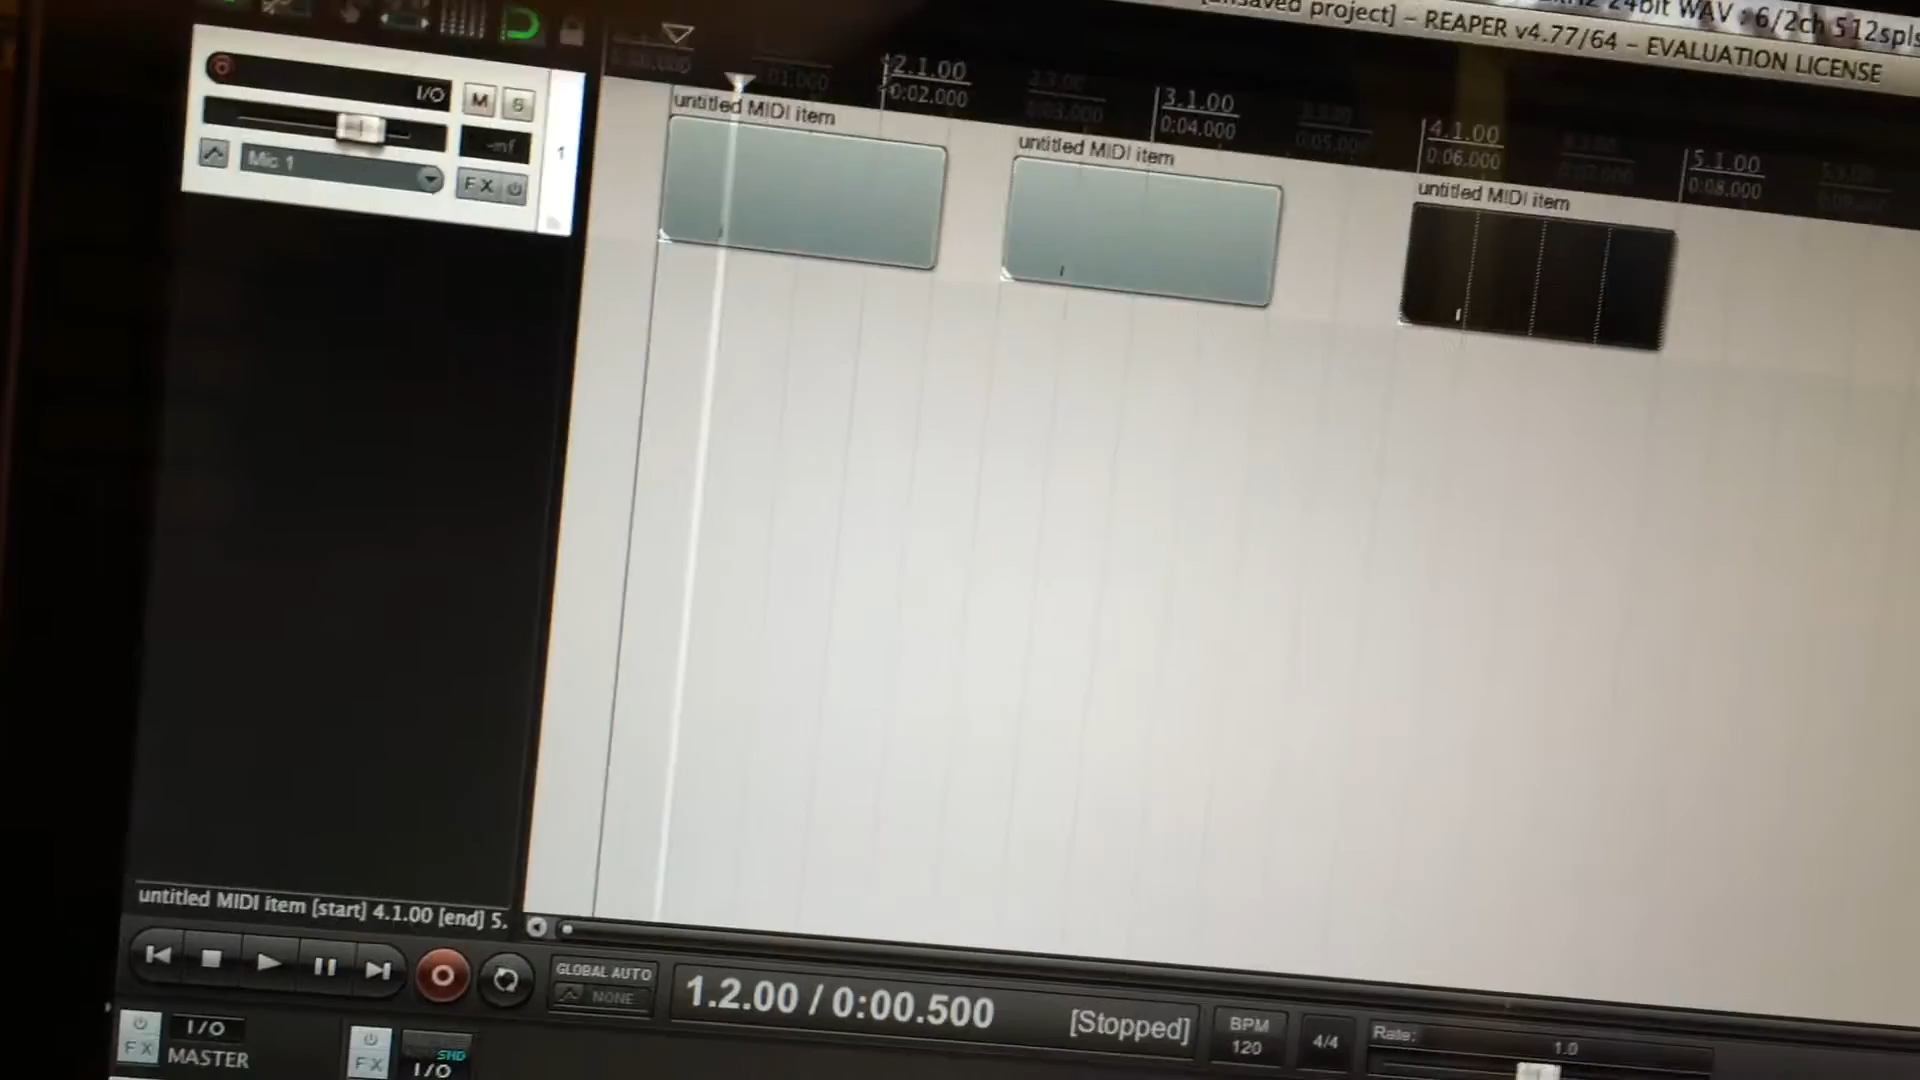 24bit WAV : 6/2ch 512spls
project] - REAPER v4.77/64 - EVALUATION LICENSE
I/O M S
-inf
1
Mic 1
FX
2.1.00
0:02.000
3.1.00
0:04.000
4.1.00
0:06.000
5.1.00
0:08.000
untitled MIDI item
untitled MIDI item
untitled MIDI item
untitled MIDI item [start] 4.1.00 [end] 5.
GLOBAL AUTO
NONE
1.2.00 / 0:00.500
[Stopped]
BPM
120
4/4
Rate:
1.0
FX
I/O
MASTER
FX
I/O